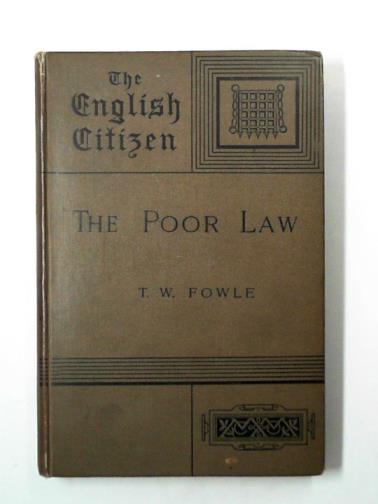 The
English
Citizen
THE POOR LAW
T. W. FOWLE